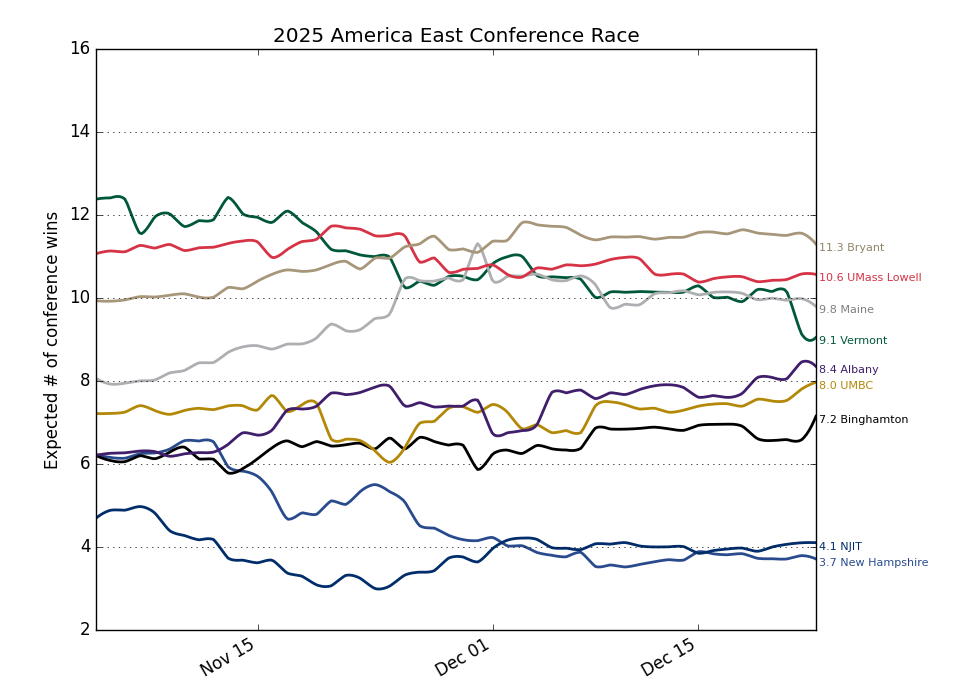 2025 America East Conference Race
Expected # of conference wins
16
14
12
10
8
6
4
2
Nov 15
Dec 01
Dec 15
11.3 Bryant
10.6 UMass Lowell
9.8 Maine
9.1 Vermont
8.4 Albany
8.0 UMBC
7.2 Binghamton
4.1 NJIT
3.7 New Hampshire